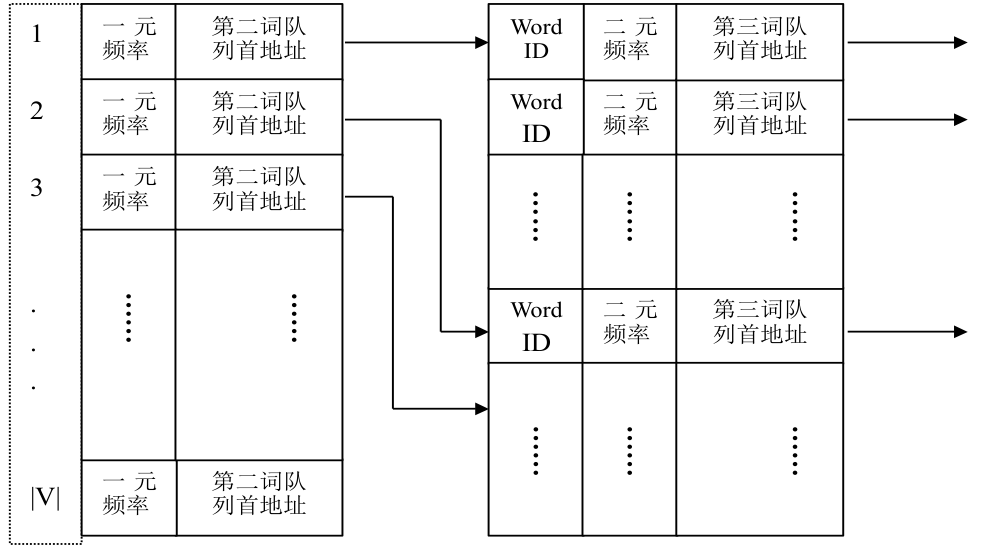 1
一 元
频率
第二词队
列首地址
Word
ID
二 元
频率
第三词队
列首地址
2
一 元
频率
第二词队
列首地址
Word
ID
二 元
频率
第三词队
列首地址
3
一 元
频率
第二词队
列首地址
Word
ID
二 元
频率
第三词队
列首地址
|V|
一 元
频率
第二词队
列首地址